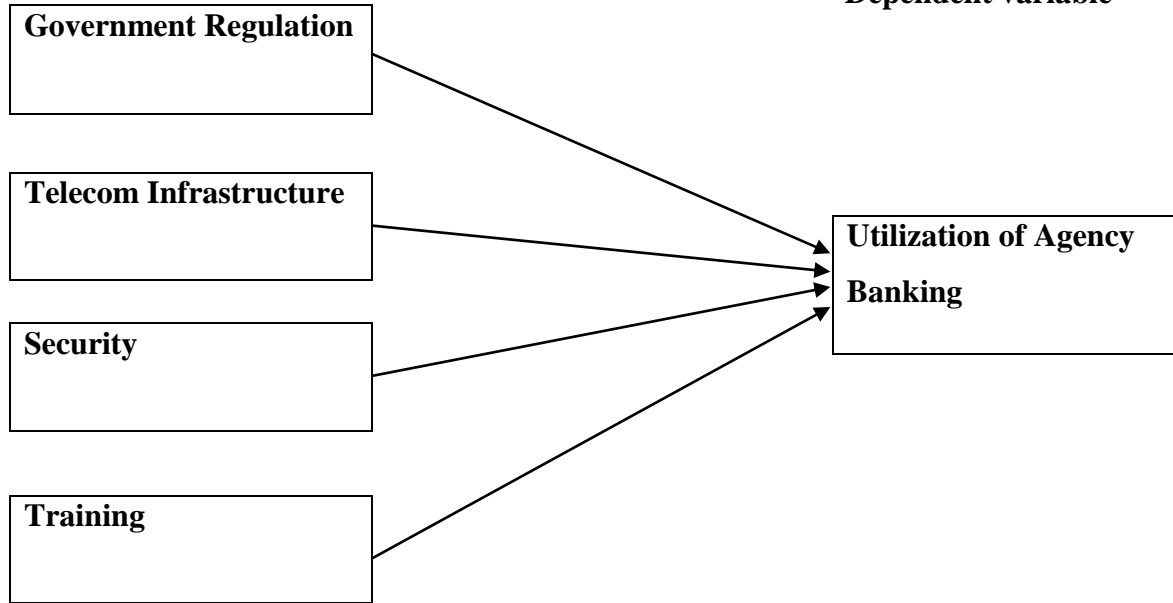 Dependent variable
Government Regulation
Telecom Infrastructure
Utilization of Agency
Banking
Security
Training